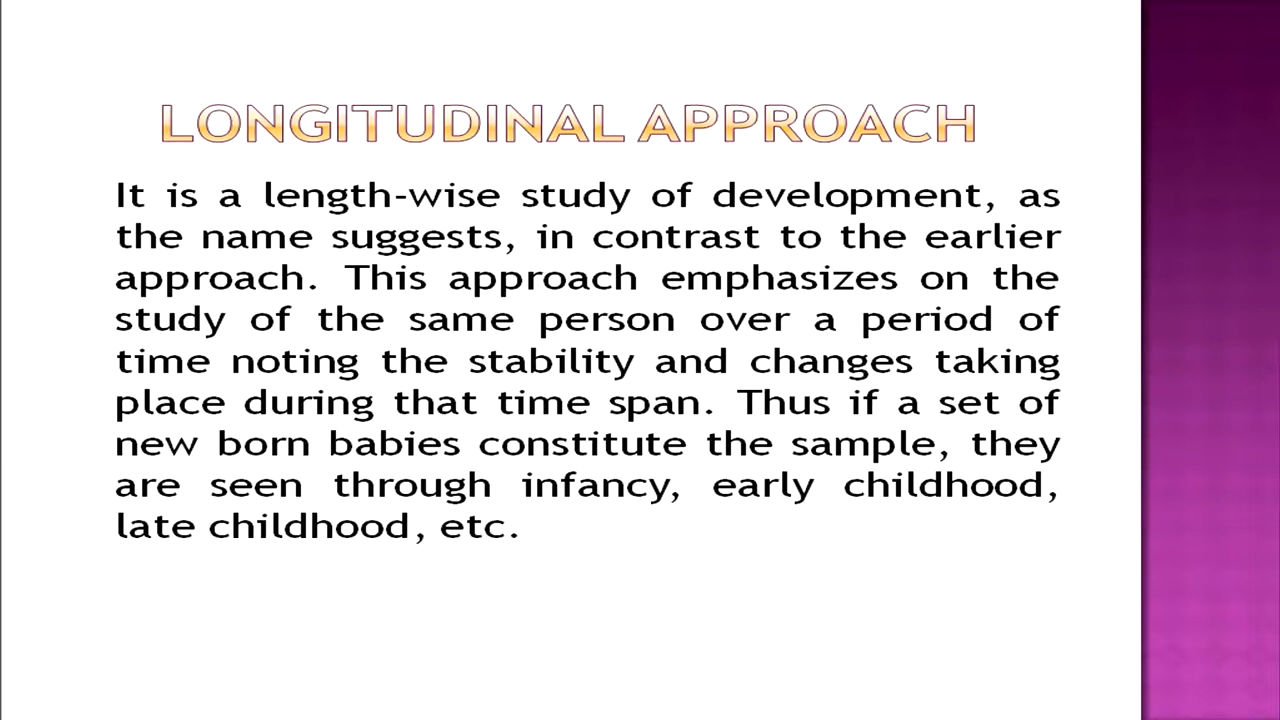 LONGITUDINAL APPROACH
It is a length-wise study of development, as
the name suggests, in contrast to the earlier
approach. This approach emphasizes on the
study of the same person over a period of
time noting the stability and changes taking
place during that time span. Thus if a set of
new born babies constitute the sample, they
are seen through infancy, early childhood,
late childhood, etc.